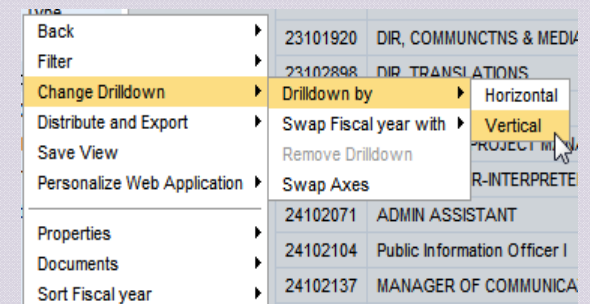 Type
Back
Filter
Change Drilldown
Distribute and Export
Save View
Personalize Web Application
Properties
Documents
Sort Fiscal year
Drilldown by
Swap Fiscal year with
Remove Drilldown
Swap Axes
Horizontal
Vertical
23101920 DIR, COMMUNCTNS & MEDIA
23102898 DIR, TRANSLATIONS
PROJECT
R-INTERPRETE
24102071 ADMIN ASSISTANT
24102104 Public Information Officer I
24102137 MANAGER OF COMMUNICA